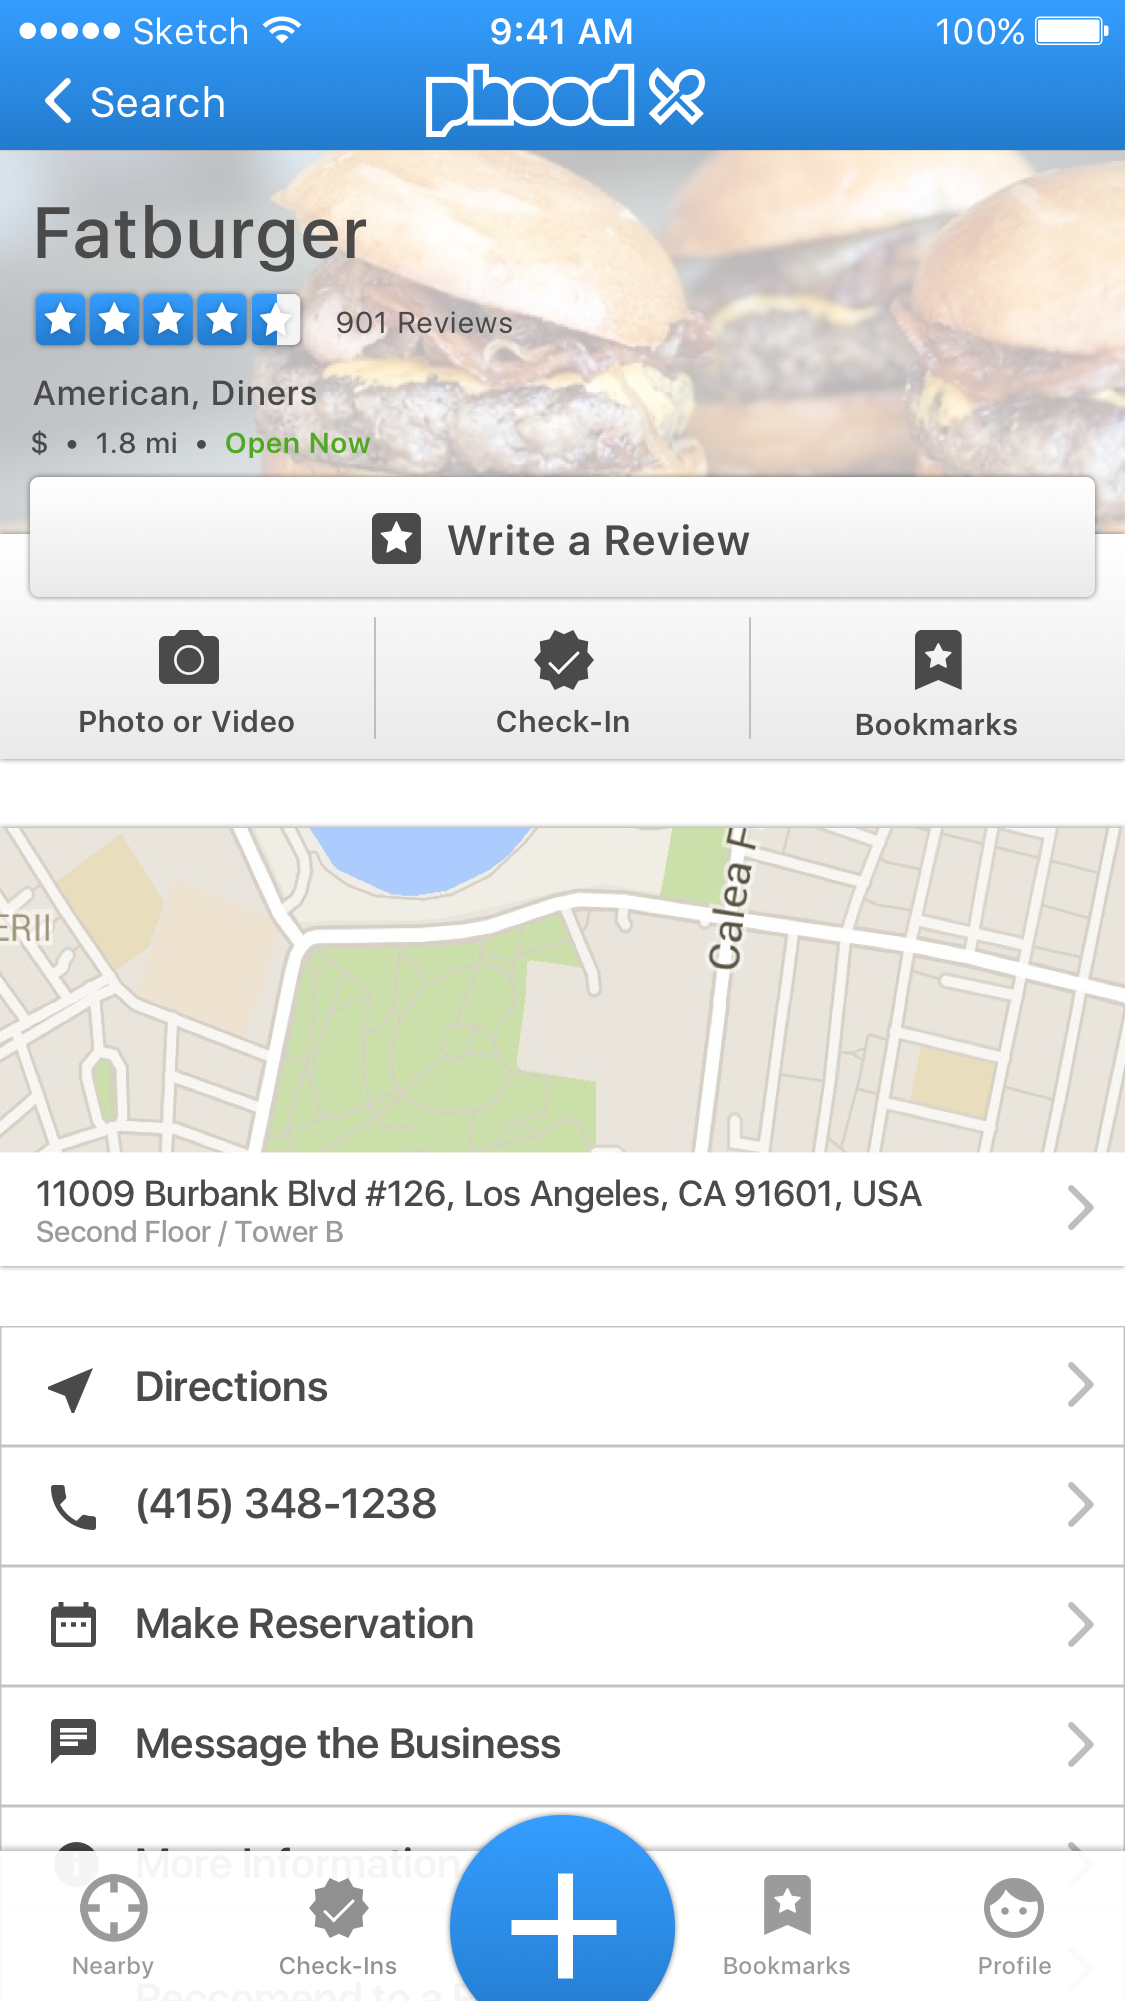 Sketch 9:41 AM 100%
Search phood
Fatburger
901 Reviews
American, Diners
$ • 1.8 mi • Open Now
Write a Review
Photo or Video Check-In Bookmarks
ERII
Calea F
11009 Burbank Blvd #126, Los Angeles, CA 91601, USA
Second Floor / Tower B
Directions
(415) 348-1238
Make Reservation
Message the Business
More Information
Nearby Check-Ins Bookmarks Profile
Reccomend to a